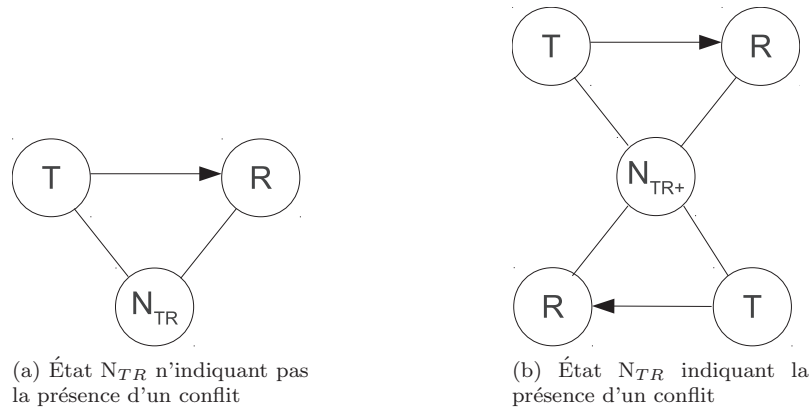 T
R
T
R
N_TR+
N_TR
R
T
(a) État N_TR n'indiquant pas
la présence d'un conflit
(b) État N_TR indiquant la
présence d'un conflit